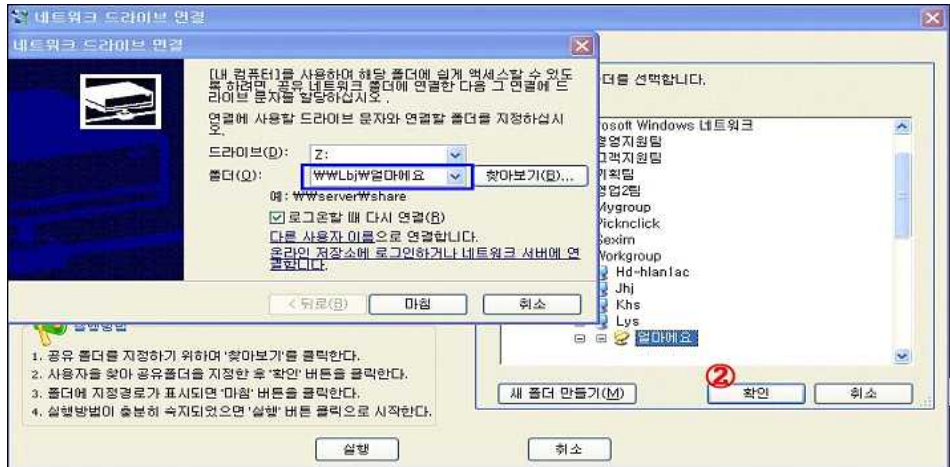 네트워크 드라이브 연결
네트워크 드라이브 연결
[내 컴퓨터]를 사용하여 해당 폴더에 쉽게 액세스할 수 있도
록 하려면, 공유 네트워크 폴더에 연결한 다음 그 연결에 드
라이브 문자를 할당하십시오 .
연결에 사용할 드라이브 문자와 연결할 폴더를 지정하십시
오.
드라이브(D): Z:
폴더(O): ₩₩Lbj₩얼마에요 찾아보기(B)...
예: ₩₩server₩share
로그온할 때 다시 연결(R)
다른 사용자 이름으로 연결합니다.
온라인 저장소에 로그인하거나 네트워크 서버에 연
결합니다.
< 뒤로(B) 마침 취소
더를 선택합니다.
osoft Windows 네트워크
경영지원팀
고객지원팀
기획팀
영업2팀
Mygroup
Picknclick
Sexim
Workgroup
Hd-hlan1ac
Jhj
Khs
Lys
얼마에요
②
새 폴더 만들기(M) 확인 취소
실행방법
1. 공유 폴더를 지정하기 위하여 '찾아보기'를 클릭한다.
2. 사용자을 찾아 공유폴더을 지정한 후 '확인' 버튼을 클릭한다.
3. 폴더에 지정경로가 표시되면 '마침' 버튼을 클릭한다.
4. 실행방법이 충분히 숙지되었으면 '실행' 버튼 클릭으로 시작한다.
실행 취소